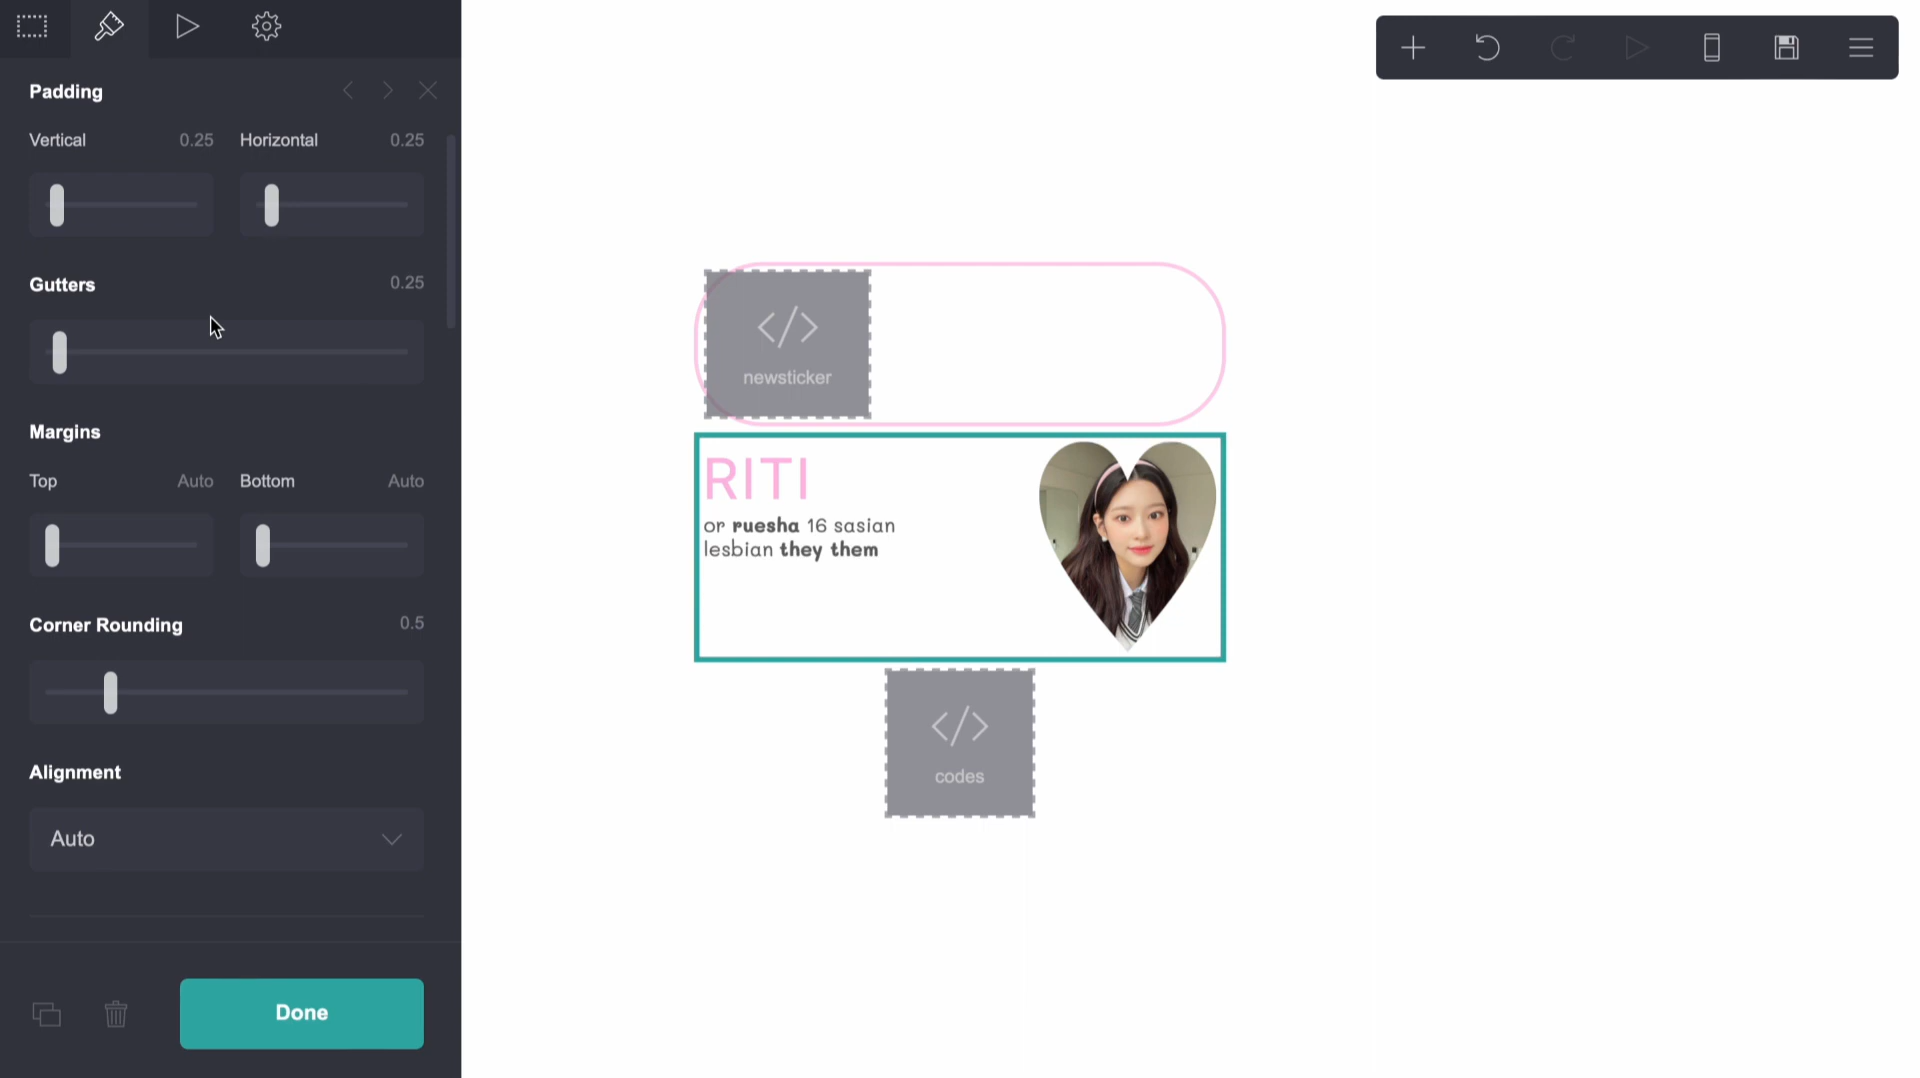 Padding
Vertical 0.25 Horizontal 0.25
Gutters 0.25
Margins
Top Auto Bottom Auto
Corner Rounding 0.5
Alignment
Auto
Done
newsticker
RITI
or ruesha 16 sasian
lesbian they them
codes